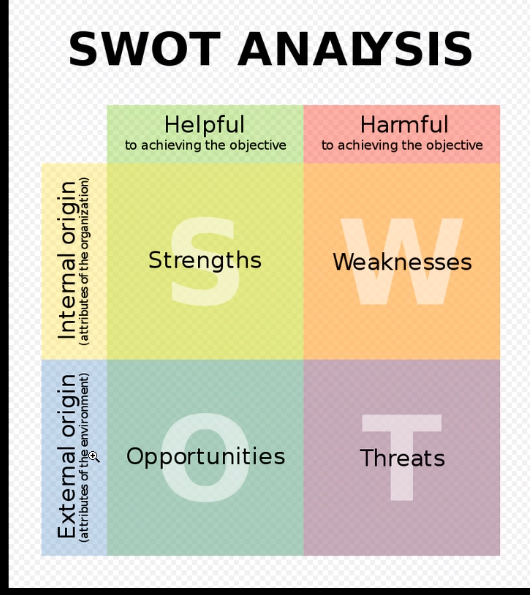 SWOT ANALYSIS
Helpful
to achieving the objective
Harmful
to achieving the objective
Internal origin
(attributes of the organization)
S
Strengths
W
Weaknesses
External origin
(attributes of the environment)
O
Opportunities
T
Threats